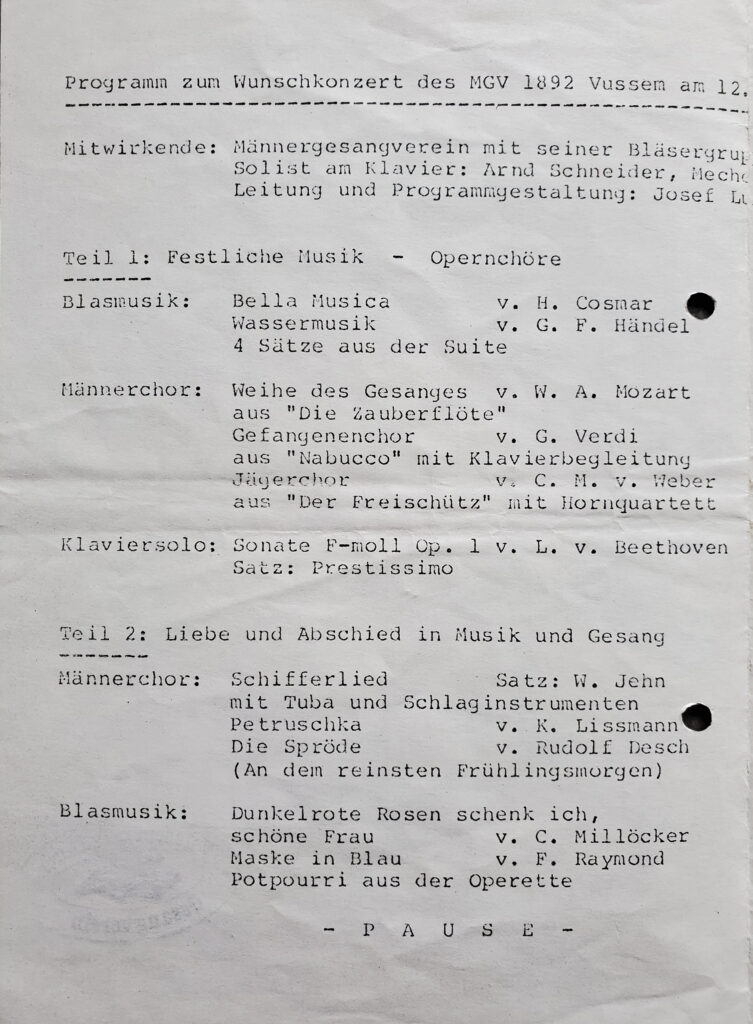 Programm zum Wunschkonzert des MGV 1892 Vussem am 12.
Mitwirkende: Männergesangverein mit seiner Bläsergrup
Solist am Klavier: Arnd Schneider, Meche
Leitung und Programmgestaltung: Josef Lu
Teil 1: Festliche Musik - Opernchöre
Blasmusik: Bella Musica v. H. Cosmar
Wassermusik v. G. F. Händel
4 Sätze aus der Suite
Männerchor: Weihe des Gesanges v. W. A. Mozart
aus "Die Zauberflöte"
Gefangenenchor v. G. Verdi
aus "Nabucco" mit Klavierbegleitung
Jägerchor v. C. M. v. Weber
aus "Der Freischütz" mit Hornquartett
Klaviersolo: Sonate F-moll Op. 1 v. L. v. Beethoven
Satz: Prestissimo
Teil 2: Liebe und Abschied in Musik und Gesang
Männerchor: Schifferlied Satz: W. Jehn
mit Tuba und Schlaginstrumenten
Petruschka v. K. Lissmann
Die Spröde v. Rudolf Desch
(An dem reinsten Frühlingsmorgen)
Blasmusik: Dunkelrote Rosen schenk ich,
schöne Frau v. C. Millöcker
Maske in Blau v. F. Raymond
Potpourri aus der Operette
- P A U S E -